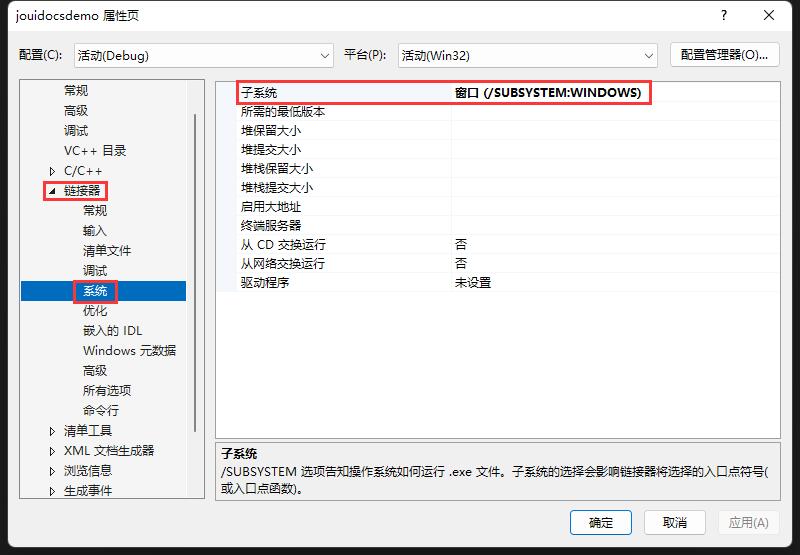 jouidocsdemo 属性页
配置(C): 活动(Debug) 平台(P): 活动(Win32) 配置管理器(O)...
常规
高级
调试
VC++ 目录
C/C++
链接器
常规
输入
清单文件
调试
系统
优化
嵌入的 IDL
Windows 元数据
高级
所有选项
命令行
清单工具
XML 文档生成器
浏览信息
生成事件
子系统 窗口 (/SUBSYSTEM:WINDOWS)
所需的最低版本
堆保留大小
堆提交大小
堆栈保留大小
堆栈提交大小
启用大地址
终端服务器
从 CD 交换运行 否
从网络交换运行 否
驱动程序 未设置
子系统
/SUBSYSTEM 选项告知操作系统如何运行 .exe 文件。子系统的选择会影响链接器将选择的入口点符号(
或入口点函数)。
确定 取消 应用(A)